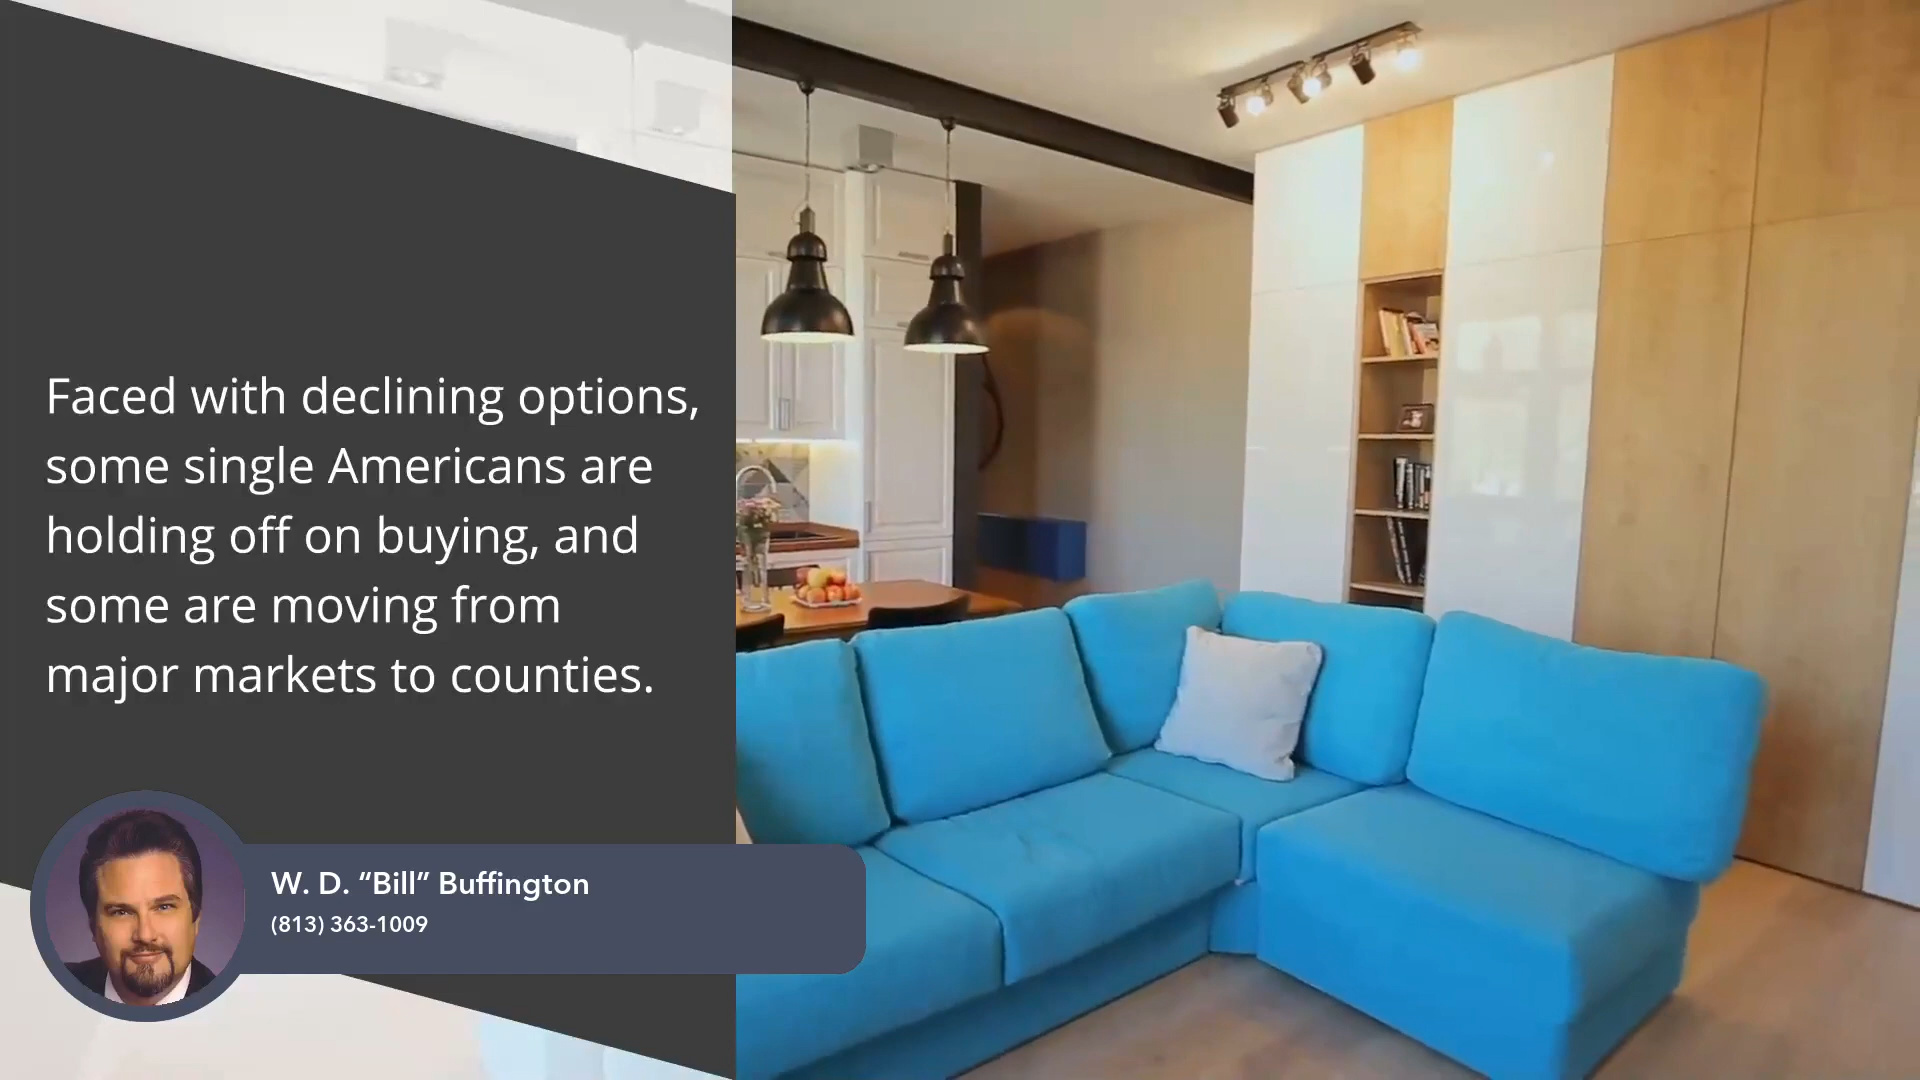 Faced with declining options,
some single Americans are
holding off on buying, and
some are moving from
major markets to counties.
W. D. “Bill” Buffington
(813) 363-1009